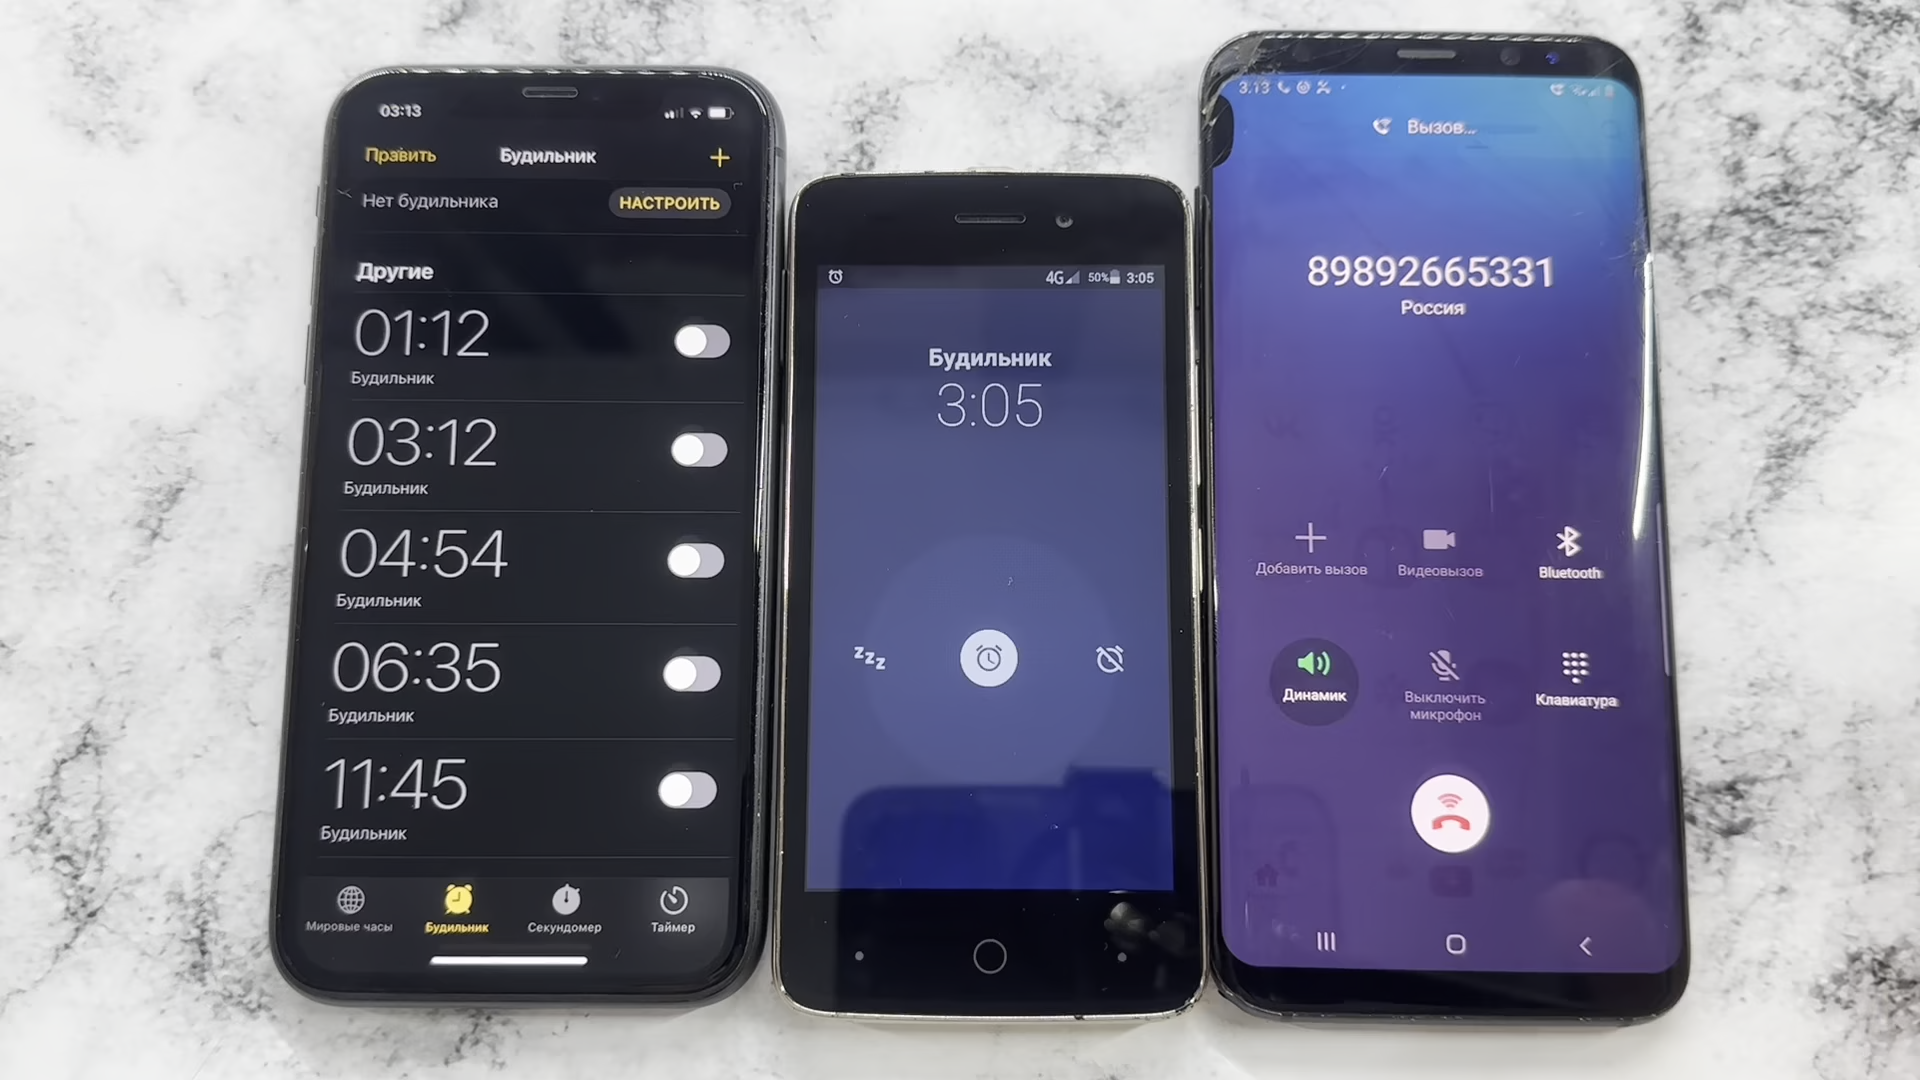 03:13
Править
Будильник
+
Нет будильника
НАСТРОИТЬ
Другие
01:12
Будильник
03:12
Будильник
04:54
Будильник
06:35
Будильник
11:45
Будильник
Мировые часы
Будильник
Секундомер
Таймер
4G 50% 3:05
Будильник
3:05
zzz
3:13
Вызов...
89892665331
Россия
Добавить вызов
Видеовызов
Bluetooth
Динамик
Выключить
микрофон
Клавиатура